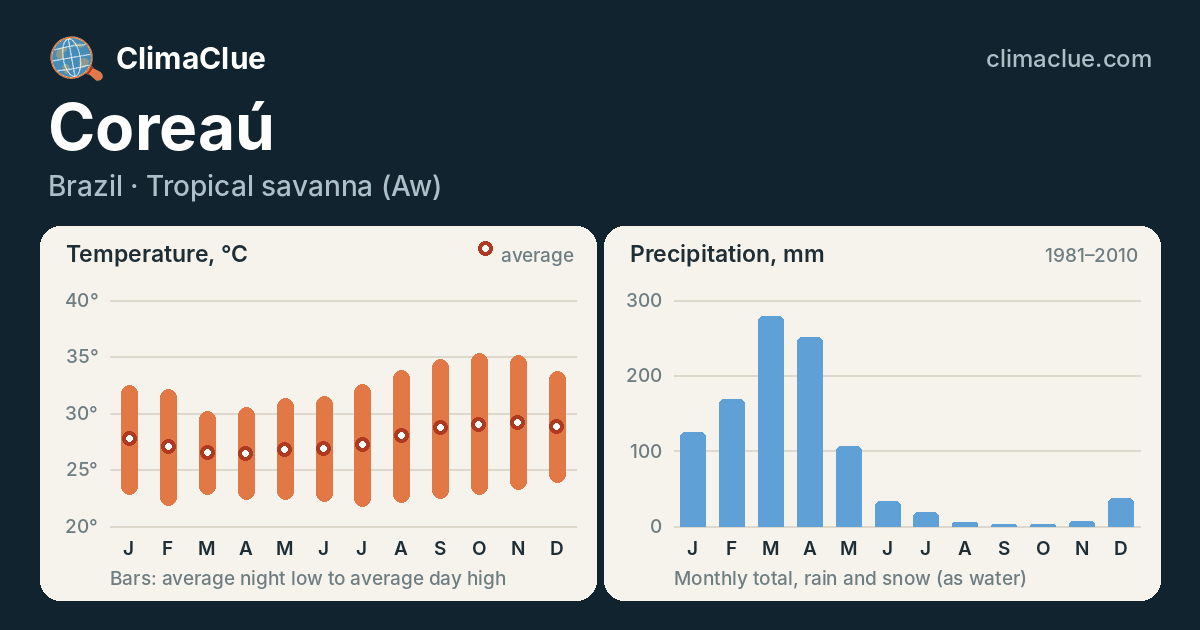 ClimaClue
climaclue.com
Coreaú
Brazil · Tropical savanna (Aw)
Temperature, °C
average
40°
35°
30°
25°
20°
J F M A M J J A S O N D
Bars: average night low to average day high
Precipitation, mm
1981–2010
300
200
100
0
J F M A M J J A S O N D
Monthly total, rain and snow (as water)